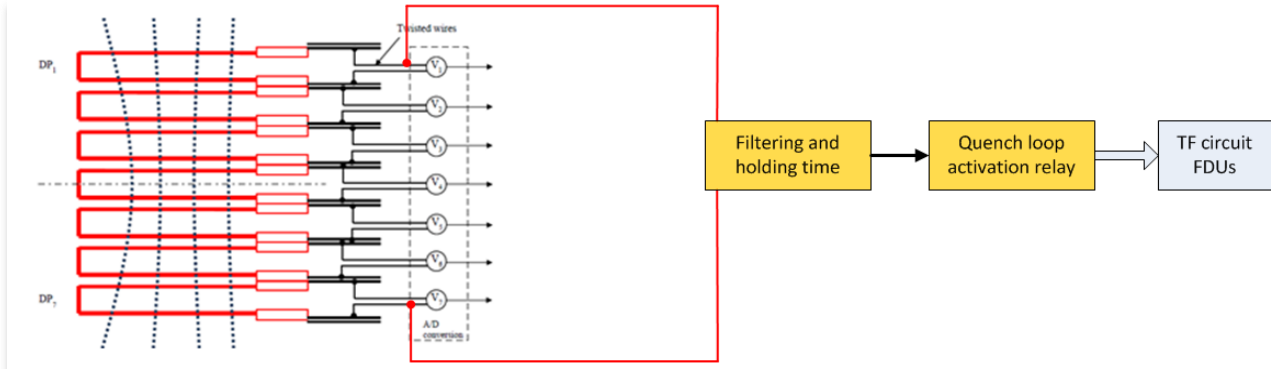 Twisted wires
DP1
V1
V2
V3
V4
V5
V6
V7
DP7
A/D
conversion
Filtering and
holding time
Quench loop
activation relay
TF circuit
FDUs